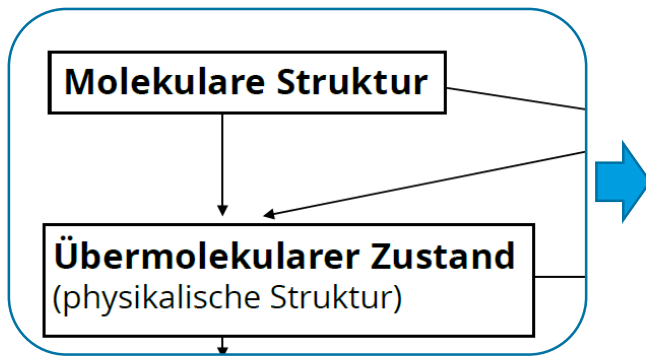 Molekulare Struktur
Übermolekularer Zustand
(physikalische Struktur)